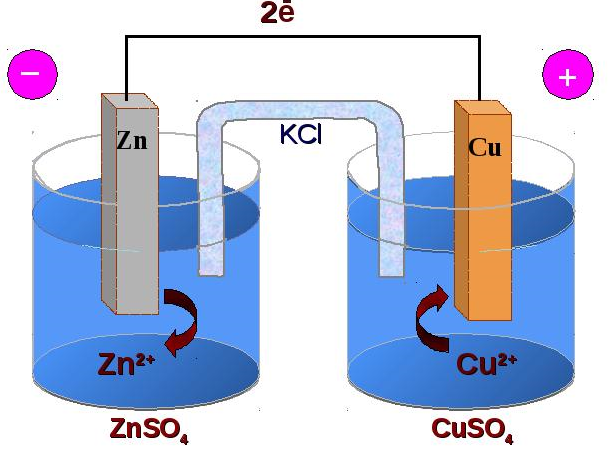 2ē
−
+
Zn
KCl
Cu
Zn²⁺
Cu²⁺
ZnSO₄
CuSO₄